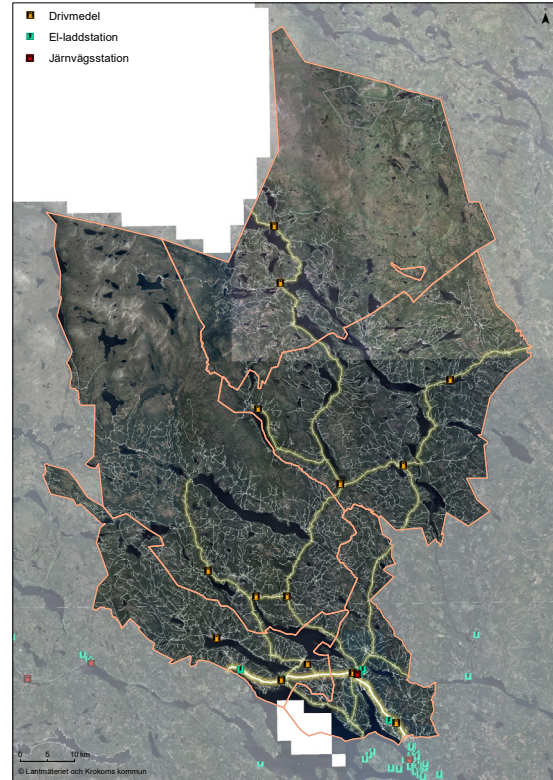 Drivmedel
El-laddstation
Järnvägsstation
0 5 10 km
© Lantmäteriet och Krokoms kommun